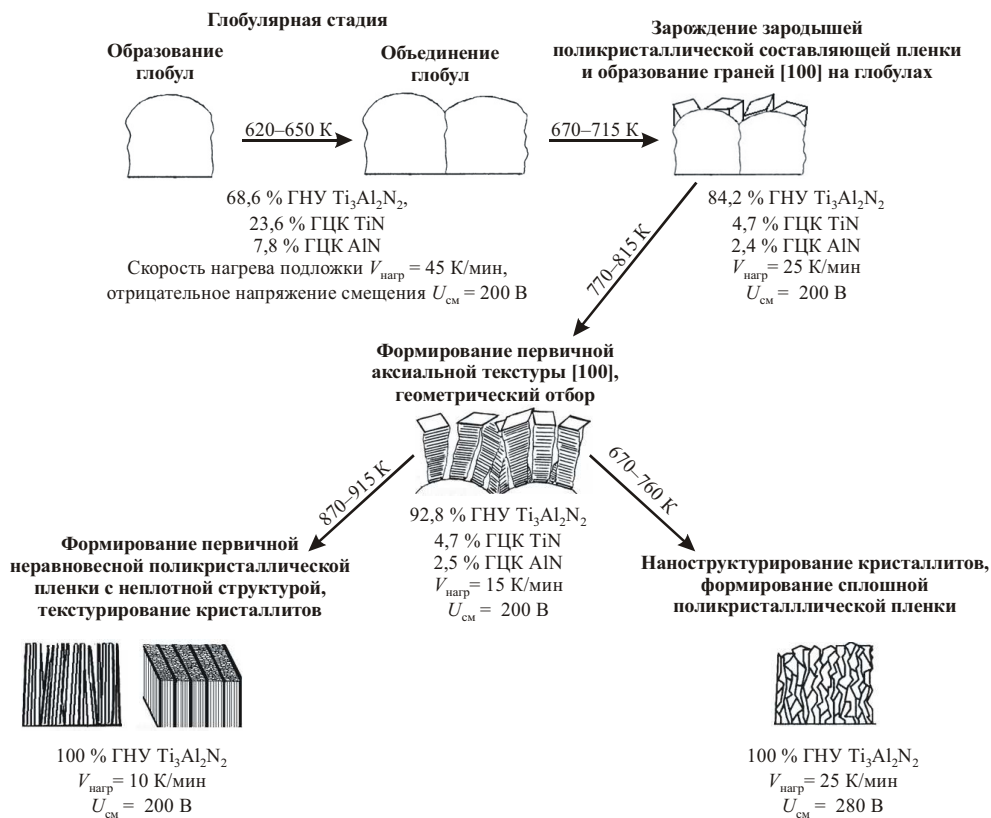 Глобулярная стадия
Образование
глобул
Объединение
глобул
Зарождение зародышей
поликристаллической составляющей пленки
и образование граней [100] на глобулах
620–650 К
670–715 К
68,6 % ГНУ Ti₃Al₂N₂,
23,6 % ГЦК TiN
7,8 % ГЦК AlN
Скорость нагрева подложки Vнагр = 45 К/мин,
отрицательное напряжение смещения Uсм = 200 В
84,2 % ГНУ Ti₃Al₂N₂
4,7 % ГЦК TiN
2,4 % ГЦК AlN
Vнагр = 25 К/мин
Uсм = 200 В
770–815 К
Формирование первичной
аксиальной текстуры [100],
геометрический отбор
870–915 К
670–760 К
92,8 % ГНУ Ti₃Al₂N₂
4,7 % ГЦК TiN
2,5 % ГЦК AlN
Vнагр = 15 К/мин
Uсм = 200 В
Формирование первичной
неравновесной поликристаллической
пленки с неплотной структурой,
текстурирование кристаллитов
100 % ГНУ Ti₃Al₂N₂
Vнагр = 10 К/мин
Uсм = 200 В
Наноструктурирование кристаллитов,
формирование сплошной
поликристалллической пленки
100 % ГНУ Ti₃Al₂N₂
Vнагр = 25 К/мин
Uсм = 280 В